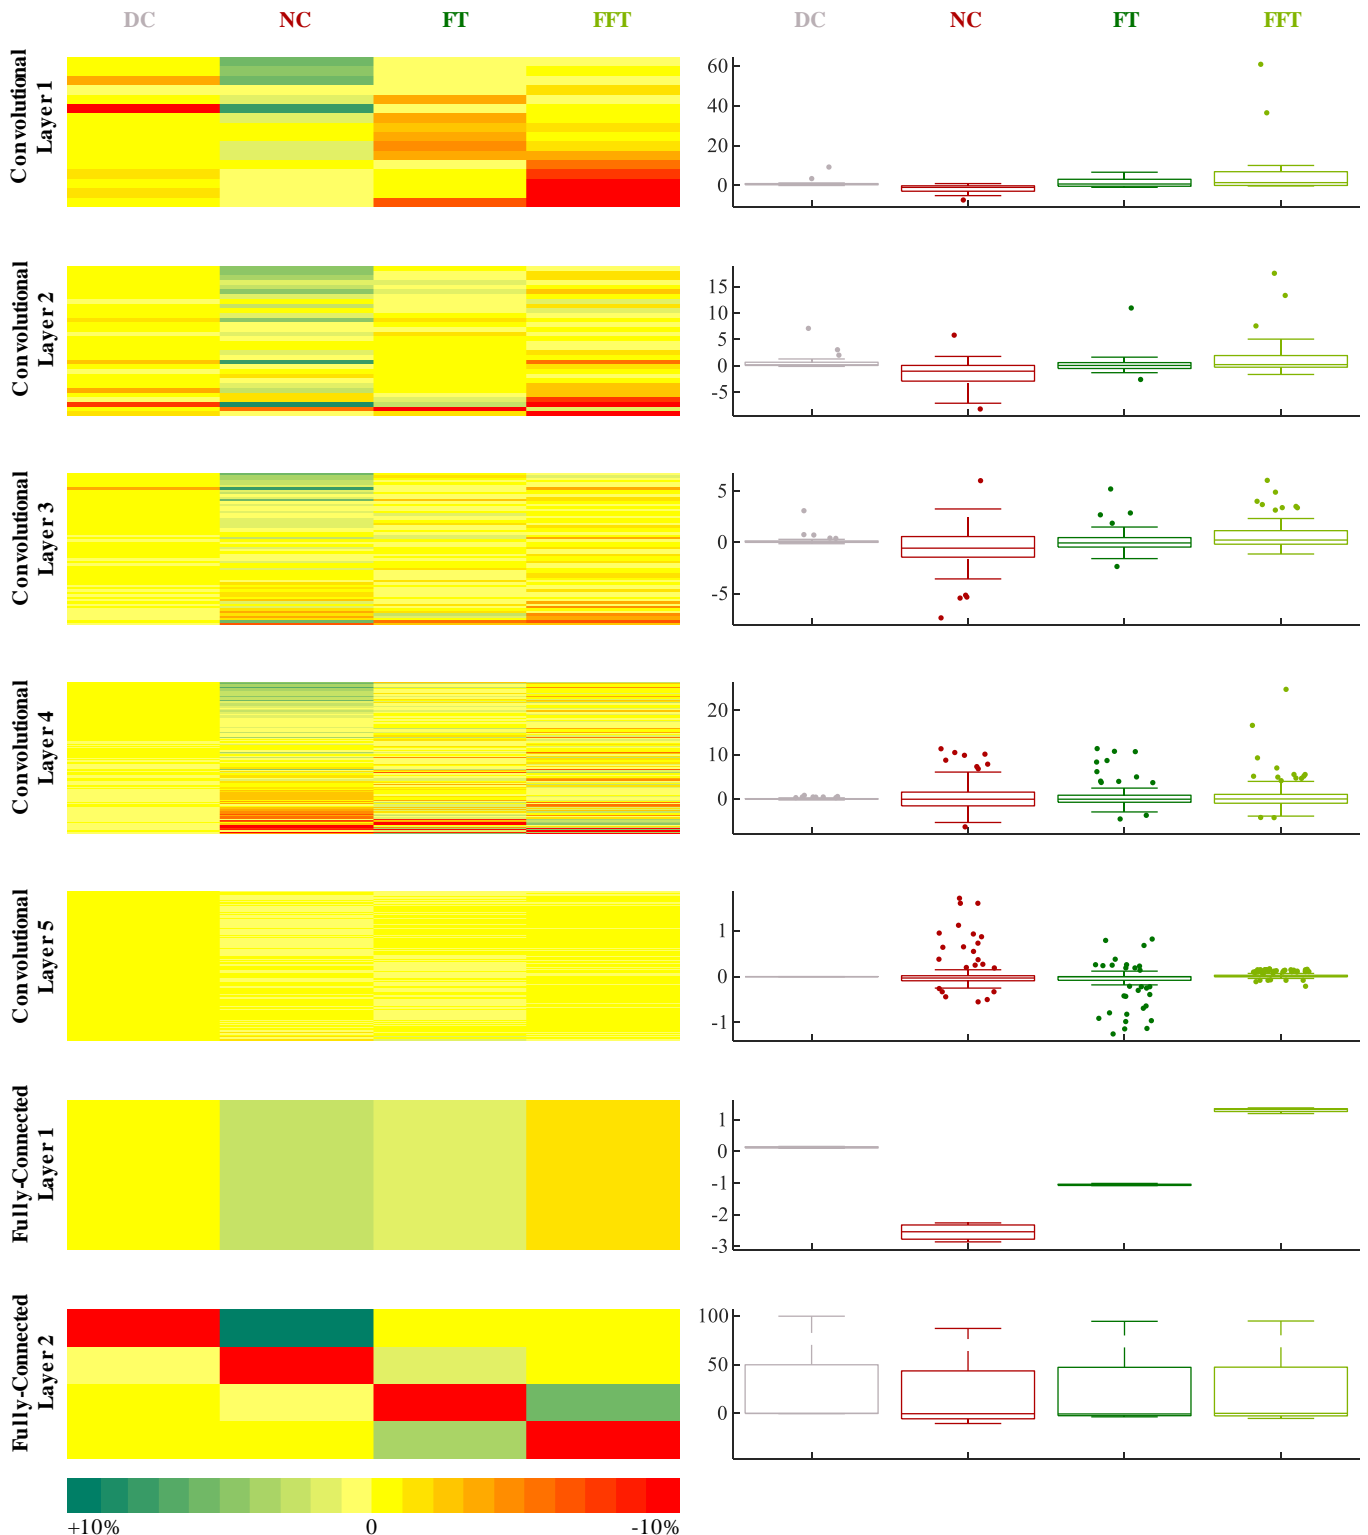 DC NC FT FFT DC NC FT FFT
Convolutional
Layer 1
60
40
20
0
Convolutional
Layer 2
15
10
5
0
-5
Convolutional
Layer 3
5
0
-5
Convolutional
Layer 4
20
10
0
Convolutional
Layer 5
1
0
-1
Fully-Connected
Layer 1
1
0
-1
-2
-3
Fully-Connected
Layer 2
100
50
0
+10% 0 -10%